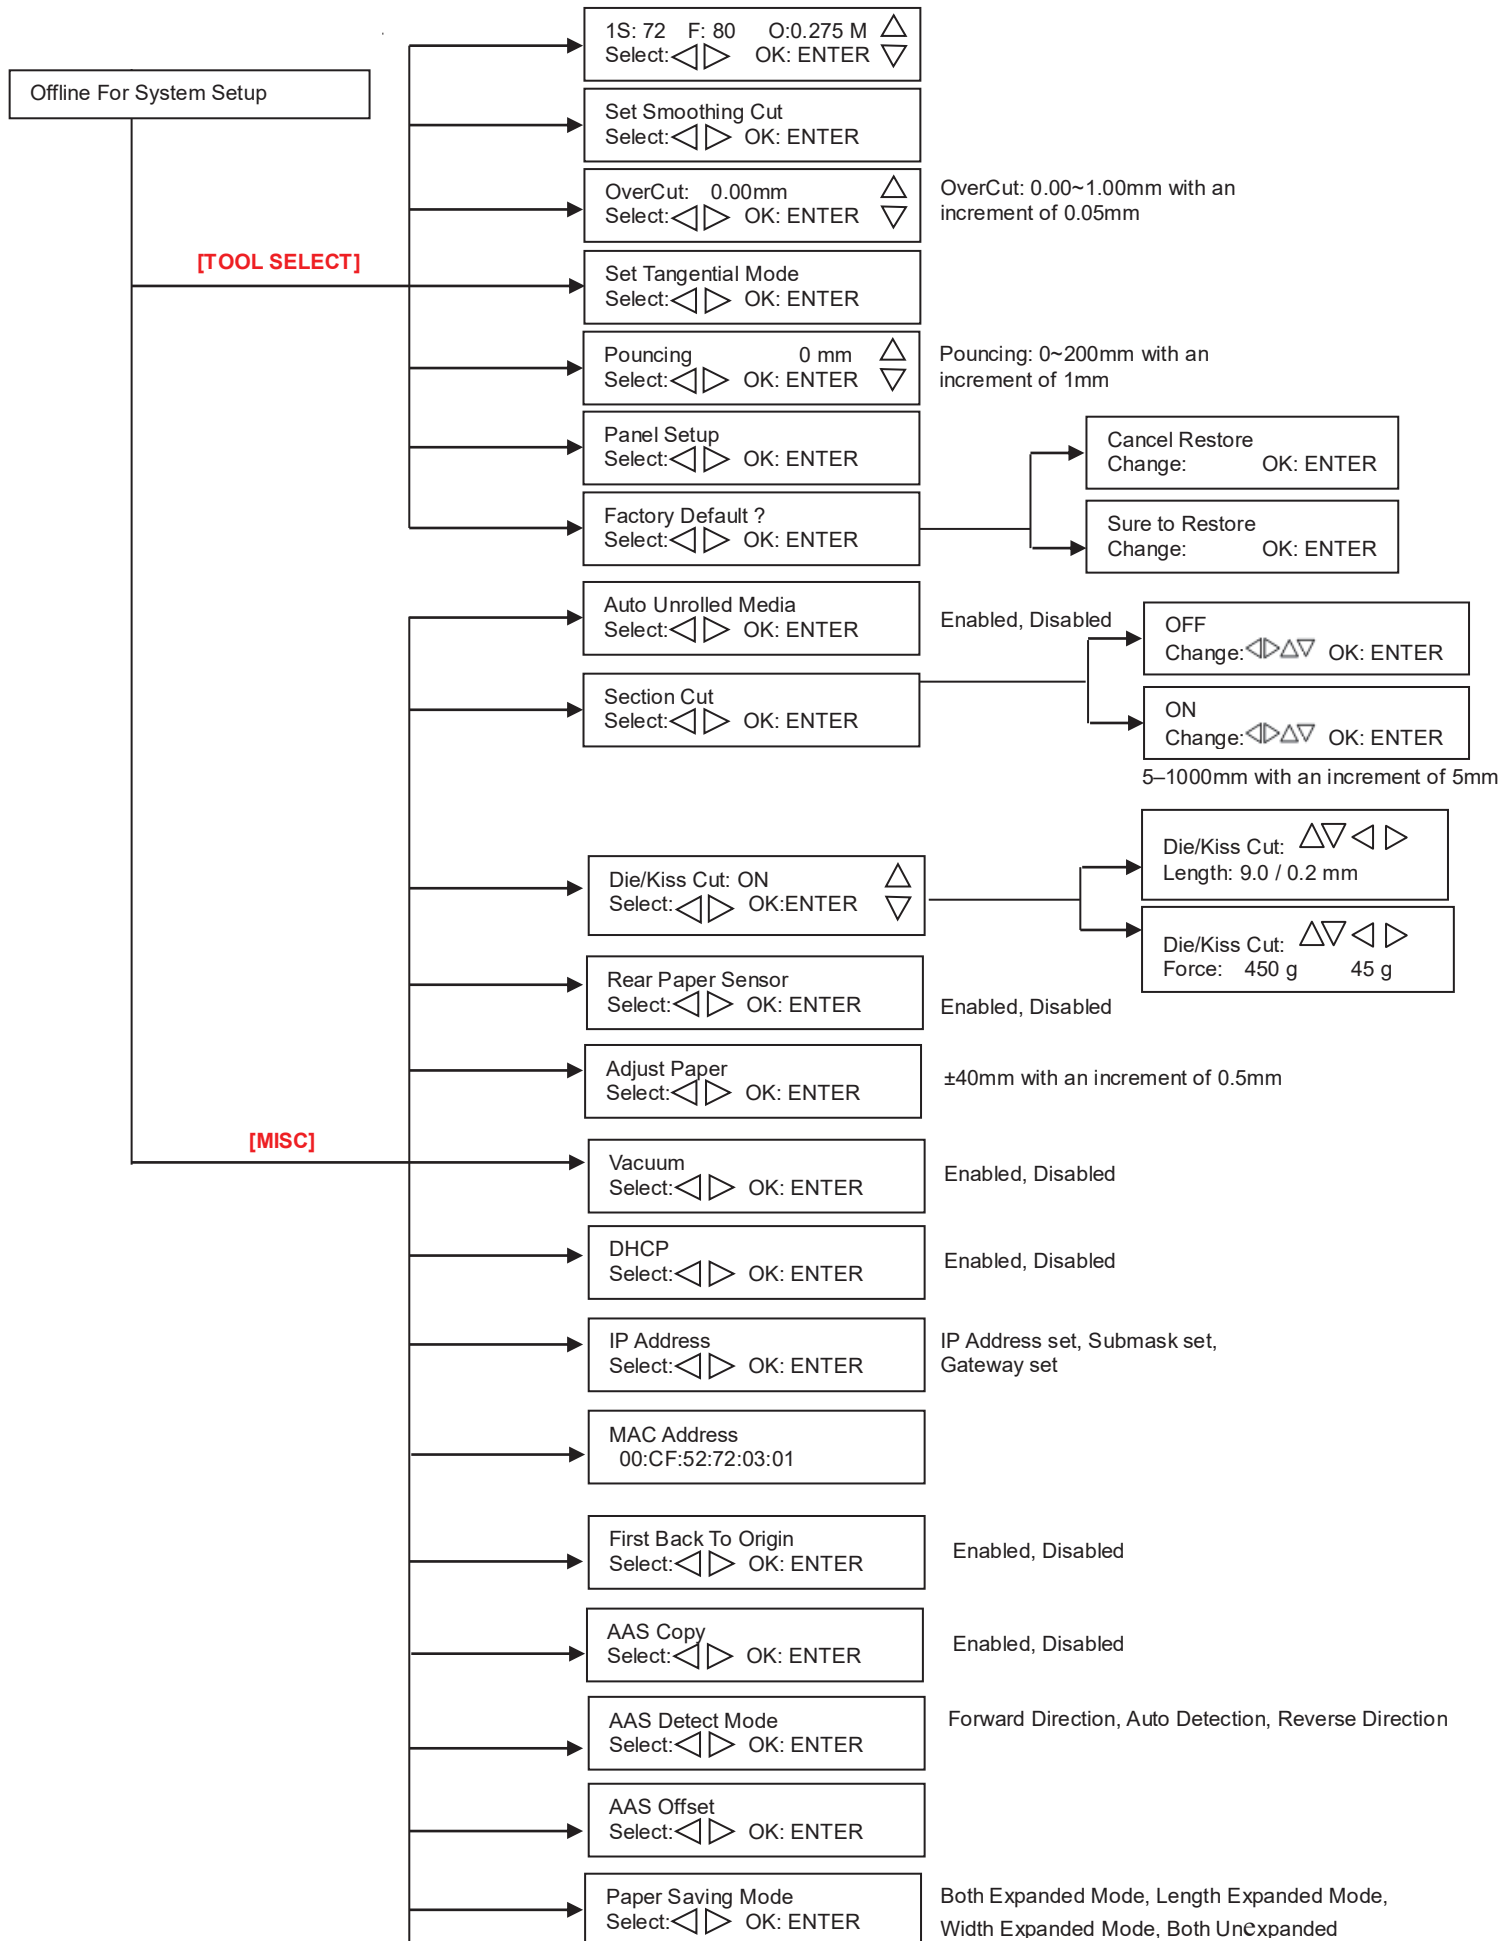 Offline For System Setup
[TOOL SELECT]
1S: 72 F: 80 O:0.275 M
Select: OK: ENTER
Set Smoothing Cut
Select: OK: ENTER
OverCut: 0.00mm
Select: OK: ENTER
OverCut: 0.00~1.00mm with an
increment of 0.05mm
Set Tangential Mode
Select: OK: ENTER
Pouncing 0 mm
Select: OK: ENTER
Pouncing: 0~200mm with an
increment of 1mm
Panel Setup
Select: OK: ENTER
Factory Default ?
Select: OK: ENTER
Cancel Restore
Change: OK: ENTER
Sure to Restore
Change: OK: ENTER
[MISC]
Auto Unrolled Media
Select: OK: ENTER
Enabled, Disabled
Section Cut
Select: OK: ENTER
OFF
Change: OK: ENTER
ON
Change: OK: ENTER
5–1000mm with an increment of 5mm
Die/Kiss Cut: ON
Select: OK:ENTER
Die/Kiss Cut:
Length: 9.0 / 0.2 mm
Die/Kiss Cut:
Force: 450 g 45 g
Rear Paper Sensor
Select: OK: ENTER
Enabled, Disabled
Adjust Paper
Select: OK: ENTER
±40mm with an increment of 0.5mm
Vacuum
Select: OK: ENTER
Enabled, Disabled
DHCP
Select: OK: ENTER
Enabled, Disabled
IP Address
Select: OK: ENTER
IP Address set, Submask set,
Gateway set
MAC Address
00:CF:52:72:03:01
First Back To Origin
Select: OK: ENTER
Enabled, Disabled
AAS Copy
Select: OK: ENTER
Enabled, Disabled
AAS Detect Mode
Select: OK: ENTER
Forward Direction, Auto Detection, Reverse Direction
AAS Offset
Select: OK: ENTER
Paper Saving Mode
Select: OK: ENTER
Both Expanded Mode, Length Expanded Mode,
Width Expanded Mode, Both Unexpanded